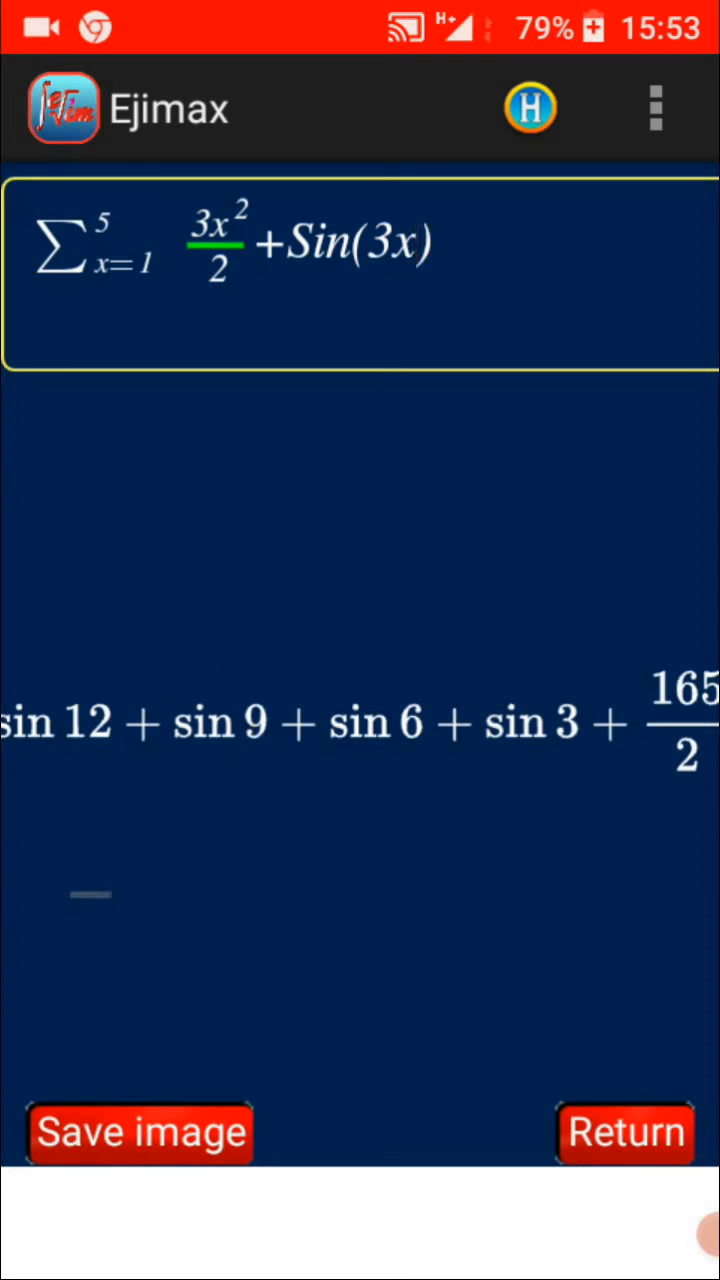 79% 15:53
Ejimax H
∑ 5 x=1 3x² / 2 +Sin(3x)
sin 12 + sin 9 + sin 6 + sin 3 + 165 / 2
Save image Return